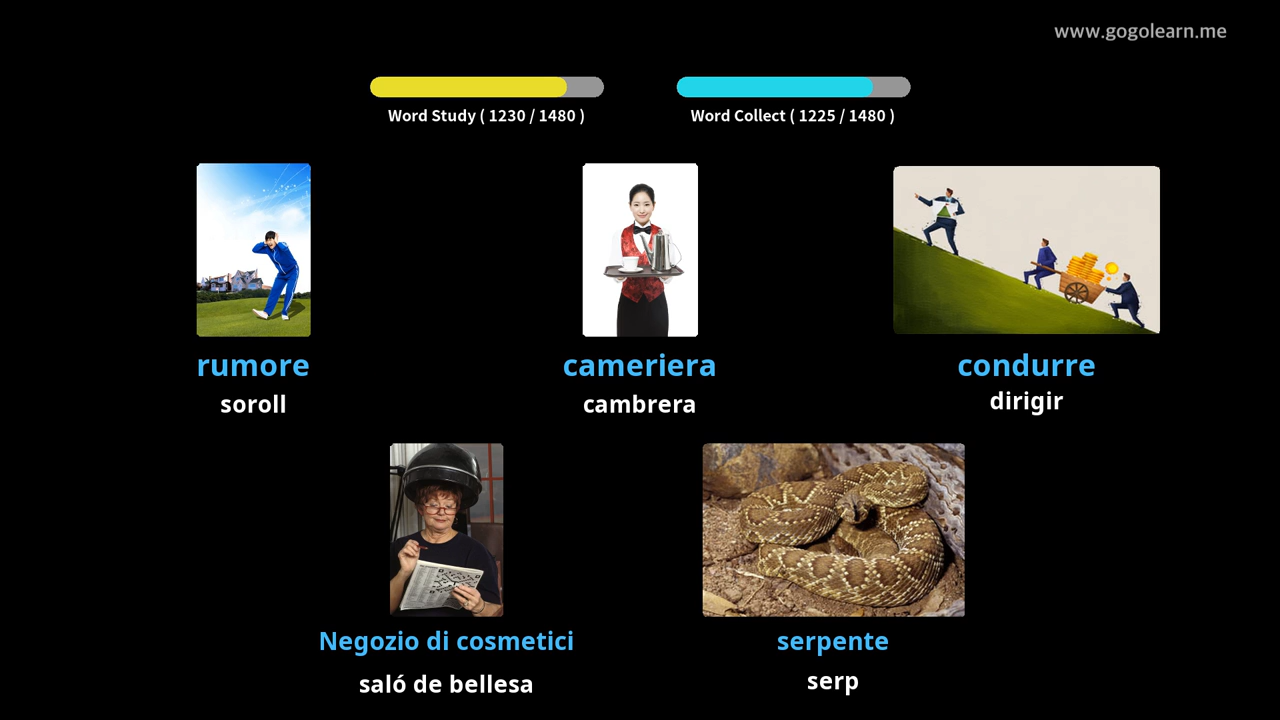 www.gogolearn.me
Word Study ( 1230 / 1480 )
Word Collect ( 1225 / 1480 )
rumore
soroll
cameriera
cambrera
condurre
dirigir
Negozio di cosmetici
saló de bellesa
serpente
serp